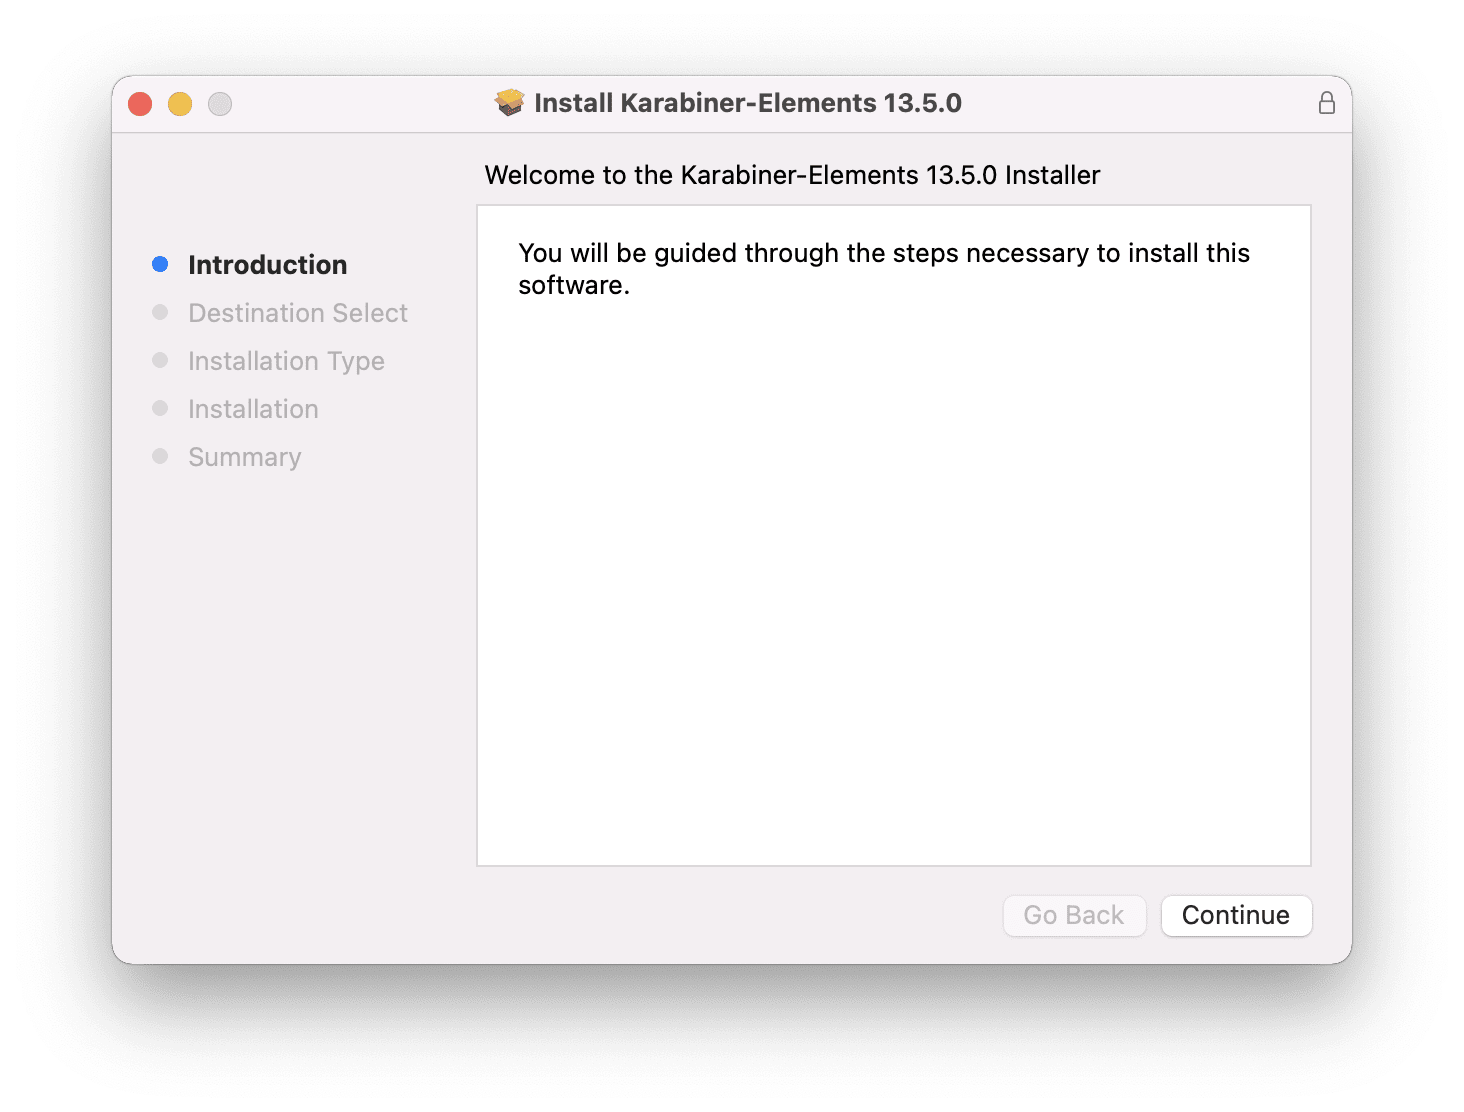 Install Karabiner-Elements 13.5.0
Welcome to the Karabiner-Elements 13.5.0 Installer
Introduction
Destination Select
Installation Type
Installation
Summary
You will be guided through the steps necessary to install this
software.
Go Back
Continue